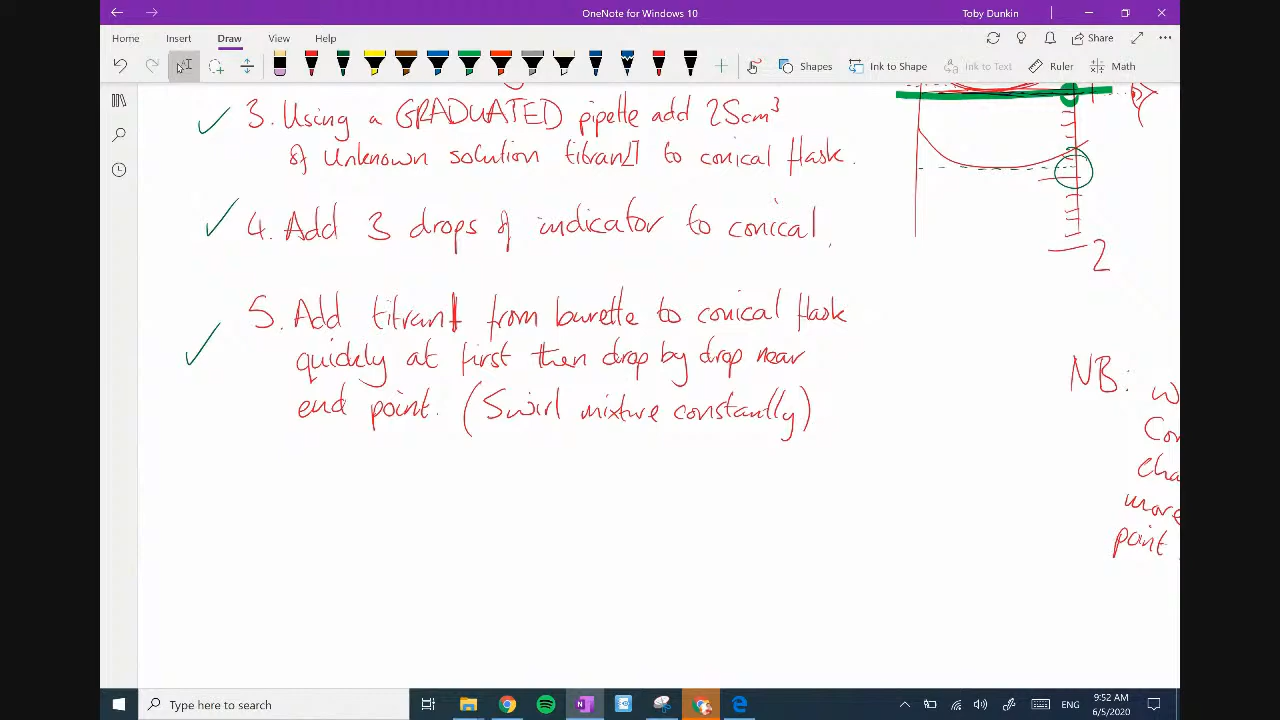 OneNote for Windows 10
Toby Dunkin
Home Insert Draw View
Share
Shapes Ink to Shape Ink to Text Ruler Math
3. Using a GRADUATED pipette add 25cm³
of unknown solution to conical flask.
4. Add 3 drops of indicator to conical.
5. Add titrant from burette to conical flask
quickly at first then drop by drop near
end point. (Swirl mixture constantly)
2
NB:
point
Type here to search
ENG
9:52 AM
6/5/2020